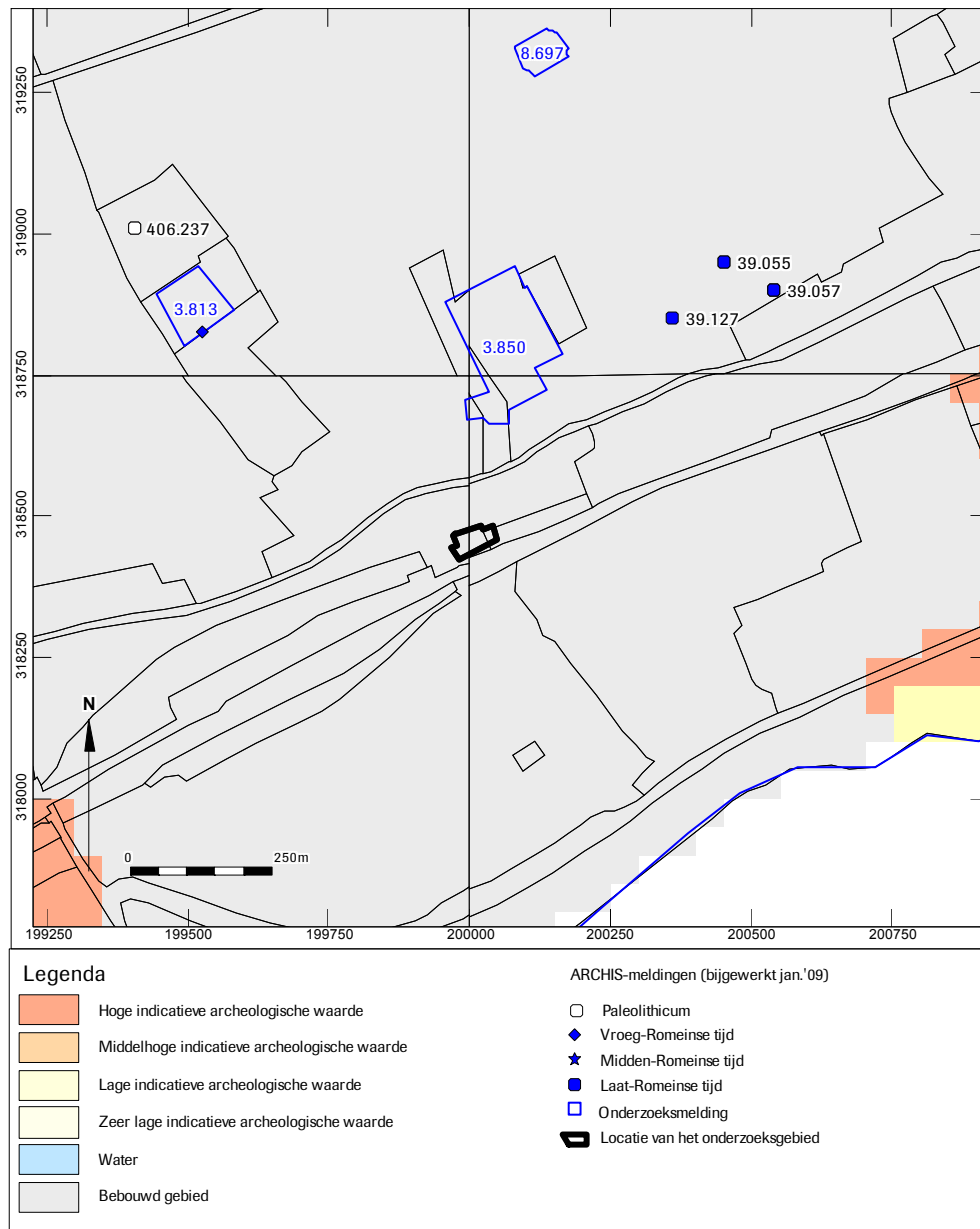 8.697
319250
406.237
319000
39.055
39.057
3.813
39.127
3.850
318750
318500
318250
N
318000
0
250m
199250
199500
199750
200000
200250
200500
200750
Legenda
Hoge indicatieve archeologische waarde
Middelhoge indicatieve archeologische waarde
Lage indicatieve archeologische waarde
Zeer lage indicatieve archeologische waarde
Water
Bebouwd gebied
ARCHIS-meldingen (bijgewerkt jan.'09)
Paleolithicum
Vroeg-Romeinse tijd
Midden-Romeinse tijd
Laat-Romeinse tijd
Onderzoeksmelding
Locatie van het onderzoeksgebied